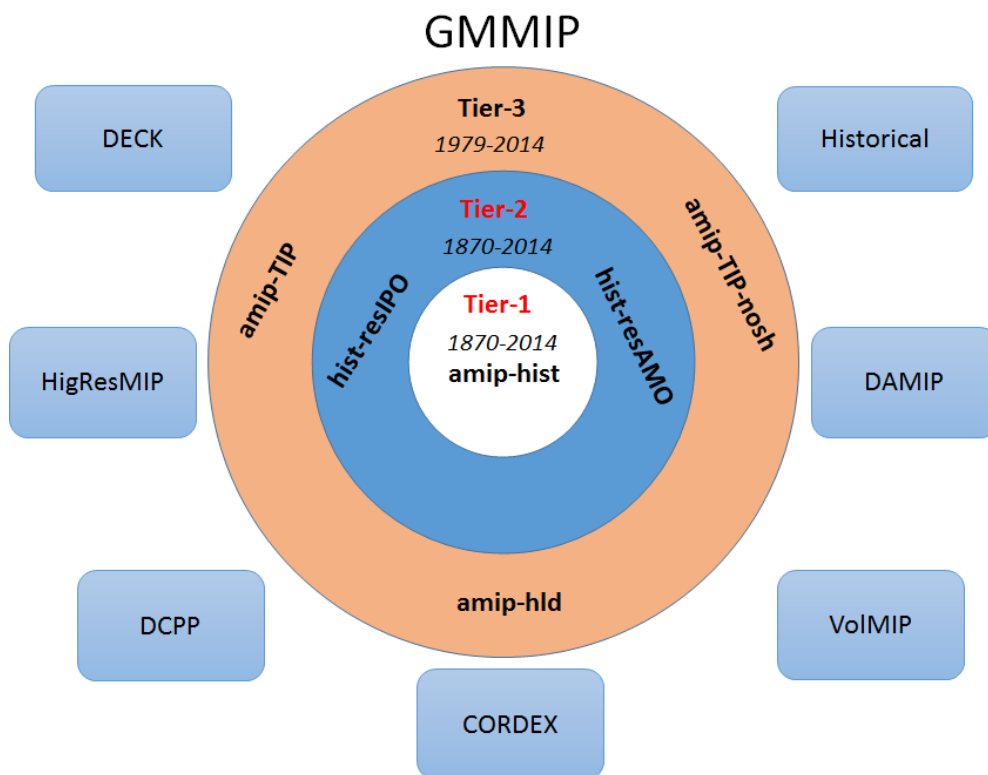 GMMIP
DECK
Historical
Tier-3
1979-2014
Tier-2
1870-2014
amip-TIP
amip-TIP-nosh
hist-resIPO
hist-resAMO
Tier-1
1870-2014
amip-hist
HigResMIP
DAMIP
amip-hld
DCPP
VolMIP
CORDEX